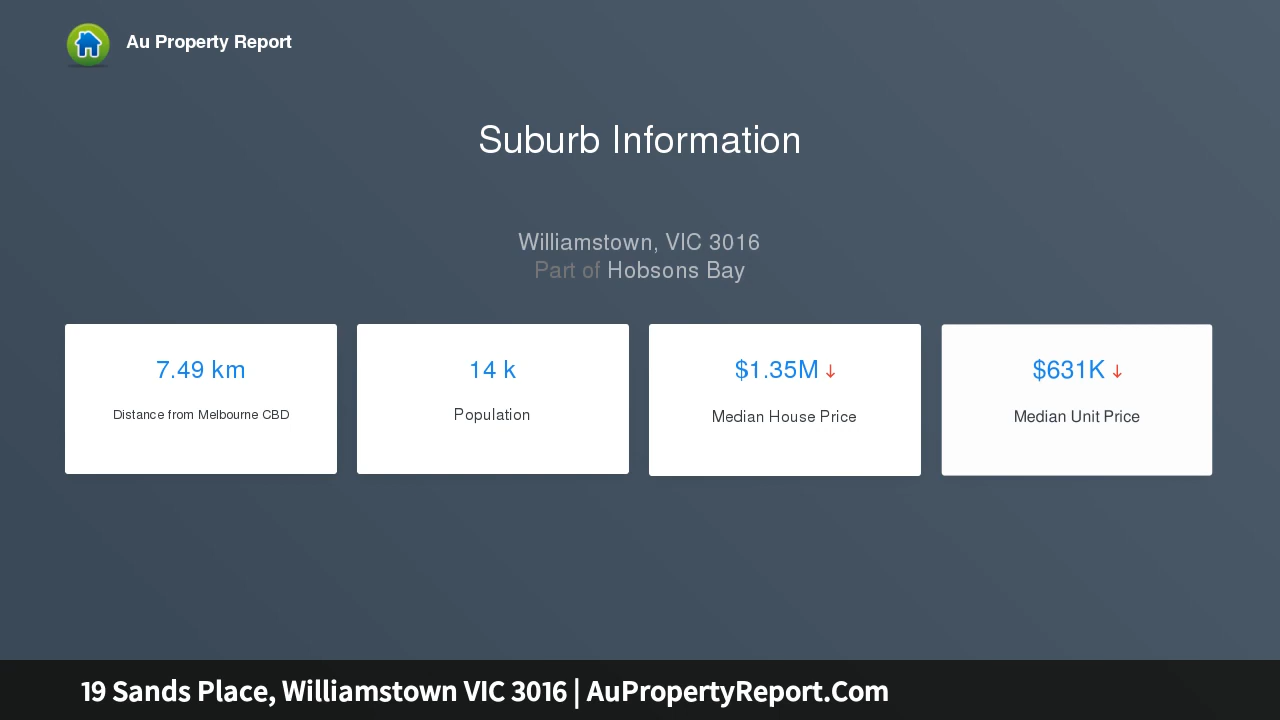 Au Property Report
Suburb Information
Williamstown, VIC 3016
Part of Hobsons Bay
7.49 km
Distance from Melbourne CBD
14 k
Population
$1.35M ↓
Median House Price
$631K ↓
Median Unit Price
19 Sands Place, Williamstown VIC 3016 | AuPropertyReport.Com